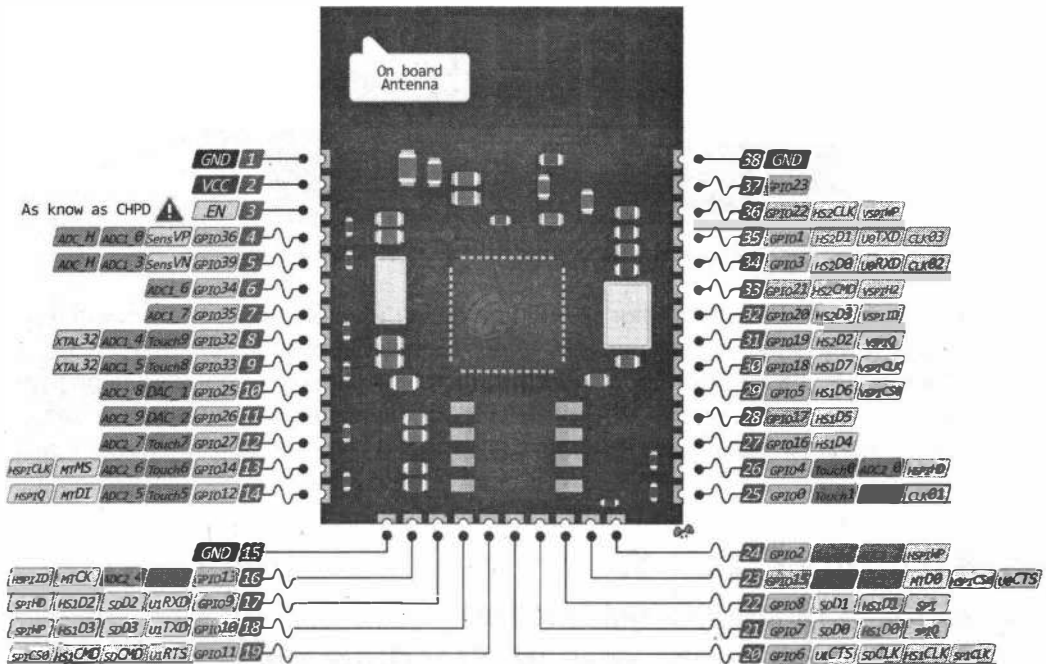 On board
Antenna
GND 1
VCC 2
As know as CHPD EN 3
ADC_H ADC1_0 SensVP GPIO36 4
ADC_H ADC1_3 SensVN GPIO39 5
ADC1_6 GPIO34 6
ADC1_7 GPIO35 7
XTAL32 ADC1_4 Touch9 GPIO32 8
XTAL32 ADC1_5 Touch8 GPIO33 9
ADC2_8 DAC_1 GPIO25 10
ADC2_9 DAC_2 GPIO26 11
ADC2_7 Touch7 GPIO27 12
HSPICLK MTMS ADC2_6 Touch6 GPIO14 13
HSPIQ MTDI ADC2_5 Touch5 GPIO12 14
GND 15
HSPIID MTCK ADC2_4 GPIO13 16
SPIHD HS1D2 SDD2 U1RXD GPIO9 17
SPIWP HS1D3 SDD3 U1TXD GPIO10 18
SPICS0 HS1CMD SDCMD U1RTS GPIO11 19
38 GND
37 GPIO23
36 GPIO22 HS2CLK VSPIWP
35 GPIO1 HS2D1 U0TXD CLK03
34 GPIO3 HS2D0 U0RXD CLK02
33 GPIO21 HS2CMD VSPIH2
32 GPIO20 HS2D3 VSPIID
31 GPIO19 HS2D2 VSPIQ
30 GPIO18 HS1D7 VSPICLK
29 GPIO5 HS1D6 VSPICS0
28 GPIO17 HS1D5
27 GPIO16 HS1D4
26 GPIO4 Touch0 ADC2_0 HSPIHD
25 GPIO0 Touch1 CLK01
24 GPIO2 HSPIWP
23 GPIO15 MTD0 HSPICS0 U0CTS
22 GPIO8 SDD1 HS1D1 SPI
21 GPIO7 SDD0 HS1D0 SPIQ
20 GPIO6 U1CTS SDCLK HS1CLK SPICLK